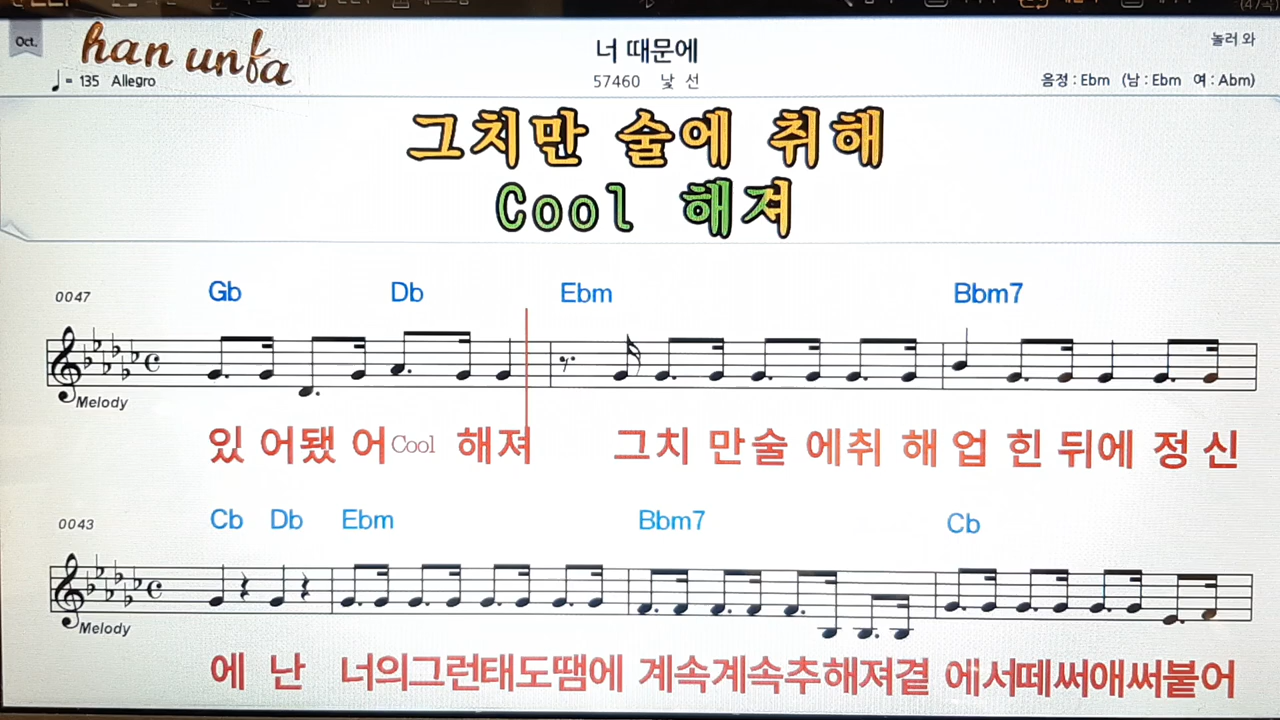 Oct.
han unfa
너 때문에
놀러 와
♩ = 135 Allegro
57460 낯 선
음정 : Ebm (남 : Ebm 여 : Abm)
그치만 술에 취해
Cool 해져
0047 Gb Db Ebm Bbm7
Melody
있 어됐 어Cool 해져 그치 만술 에취 해 업 힌 뒤에 정 신
0043 Cb Db Ebm Bbm7 Cb
Melody
에 난 너의그런태도땜에 계속계속추해져곁 에서떼써애써붙어